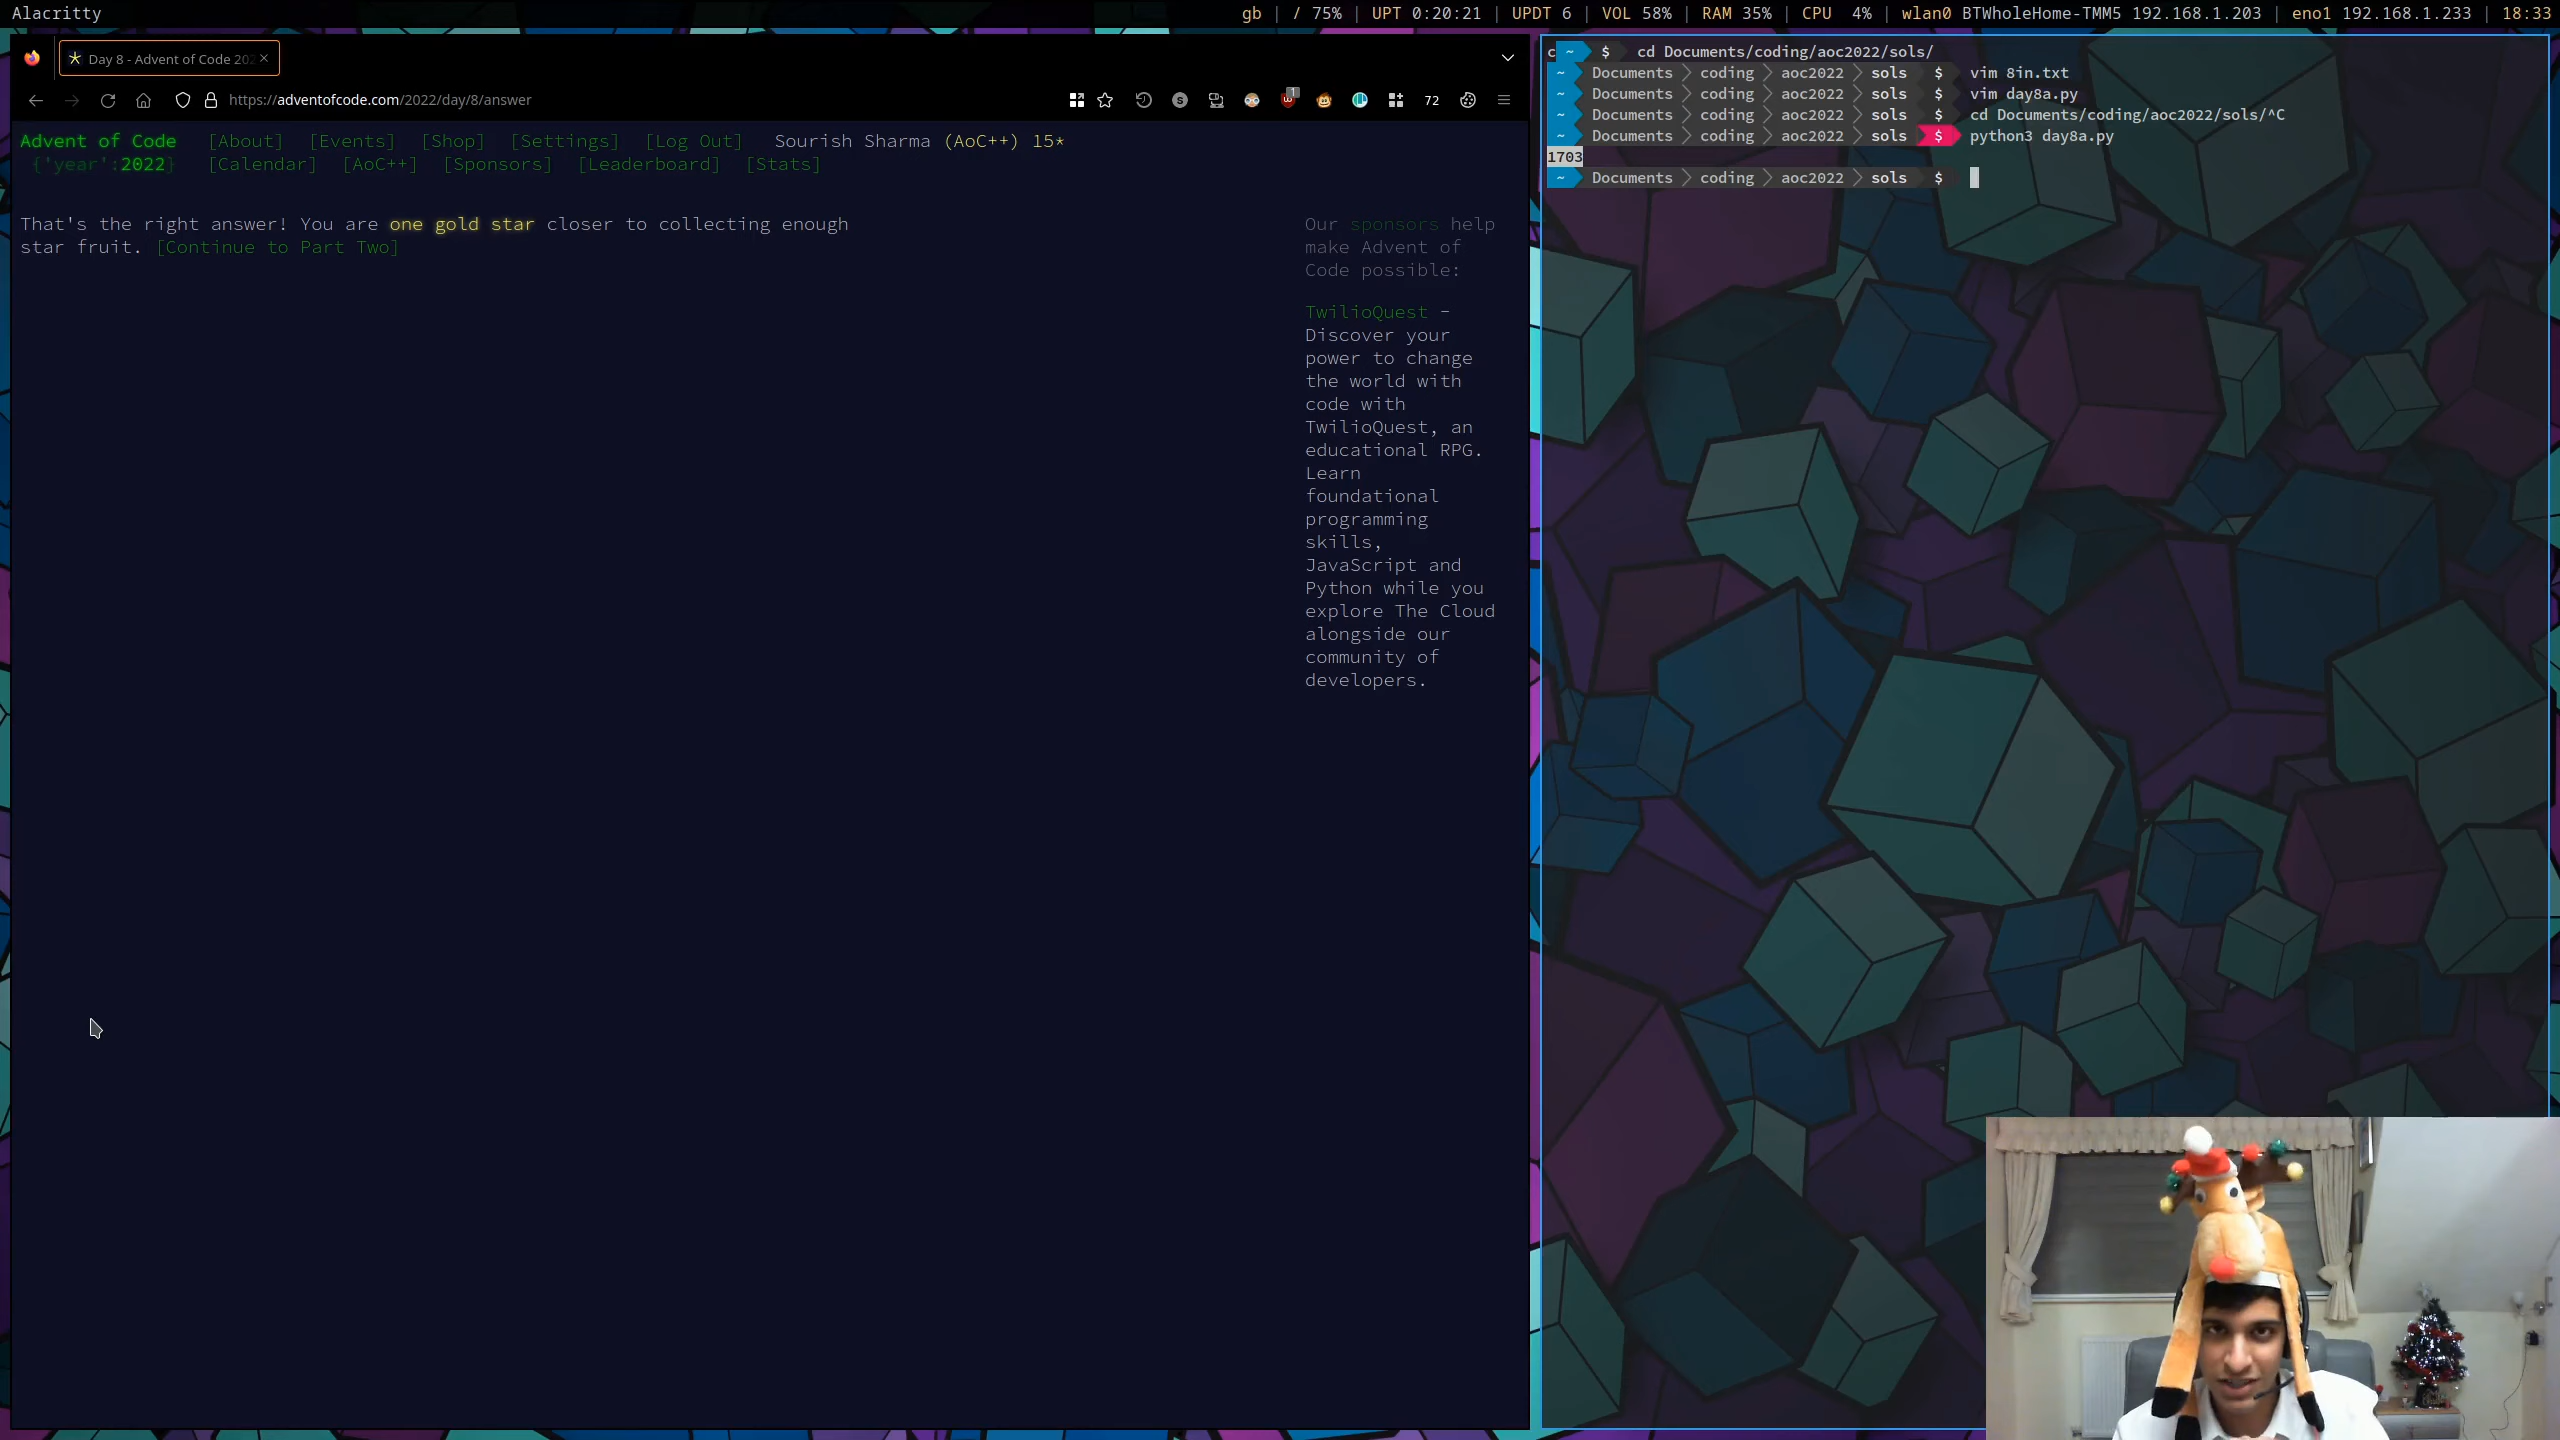 Alacritty
gb | / 75% | UPT 0:20:21 | UPDT 6 | VOL 58% | RAM 35% | CPU 4% | wlan0 BTWholeHome-TMM5 192.168.1.203 | eno1 192.168.1.233 | 18:33
Day 8 - Advent of Code 202
https://adventofcode.com/2022/day/8/answer
1
72
Advent of Code [About] [Events] [Shop] [Settings] [Log Out] Sourish Sharma (AoC++) 15*
{'year':2022} [Calendar] [AoC++] [Sponsors] [Leaderboard] [Stats]
That's the right answer! You are one gold star closer to collecting enough
star fruit. [Continue to Part Two]
Our sponsors help
make Advent of
Code possible:
TwilioQuest -
Discover your
power to change
the world with
code with
TwilioQuest, an
educational RPG.
Learn
foundational
programming
skills,
JavaScript and
Python while you
explore The Cloud
alongside our
community of
developers.
c ~ $ cd Documents/coding/aoc2022/sols/
~ Documents coding aoc2022 sols $ vim 8in.txt
~ Documents coding aoc2022 sols $ vim day8a.py
~ Documents coding aoc2022 sols $ cd Documents/coding/aoc2022/sols/^C
~ Documents coding aoc2022 sols $ python3 day8a.py
1703
~ Documents coding aoc2022 sols $